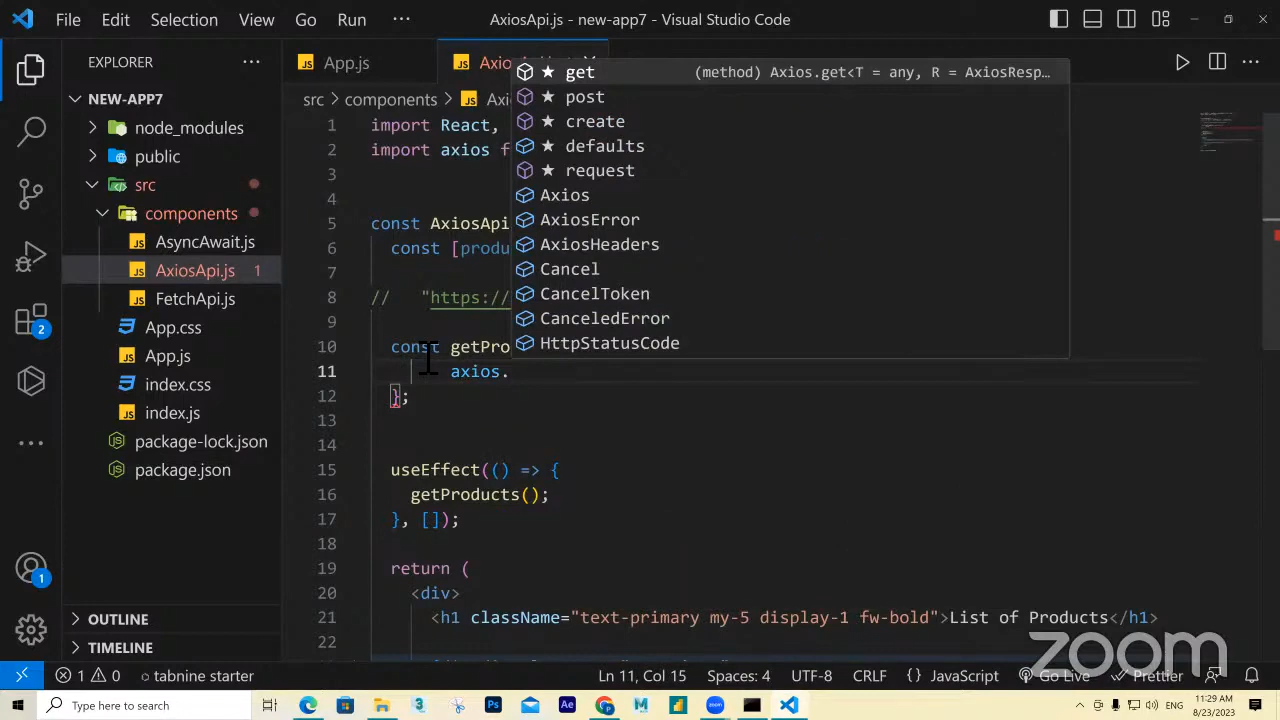 File Edit Selection View Go Run ··· AxiosApi.js - new-app7 - Visual Studio Code
EXPLORER ···
NEW-APP7
node_modules
public
src
components
AsyncAwait.js
AxiosApi.js 1
FetchApi.js
App.css
App.js
index.css
index.js
package-lock.json
package.json
OUTLINE
TIMELINE
2
1
App.js
src components
1 import React,
2 import axios f
3
4
5 const AxiosApi
6 const [produ
7
8 // "https://
9
10 const getPro
11 axios.
12 };
13
14
15 useEffect(() => {
16 getProducts();
17 }, []);
18
19 return (
20 <div>
21 <h1 className="text-primary my-5 display-1 fw-bold">List of Products</h1>
22
★ get (method) Axios.get<T = any, R = AxiosResp…
★ post
★ create
★ defaults
★ request
Axios
AxiosError
AxiosHeaders
Cancel
CancelToken
CanceledError
HttpStatusCode
zoom
1 0 tabnine starter Ln 11, Col 15 Spaces: 4 UTF-8 CRLF {} JavaScript Go Live Prettier
Type here to search
11:29 AM
8/23/2023